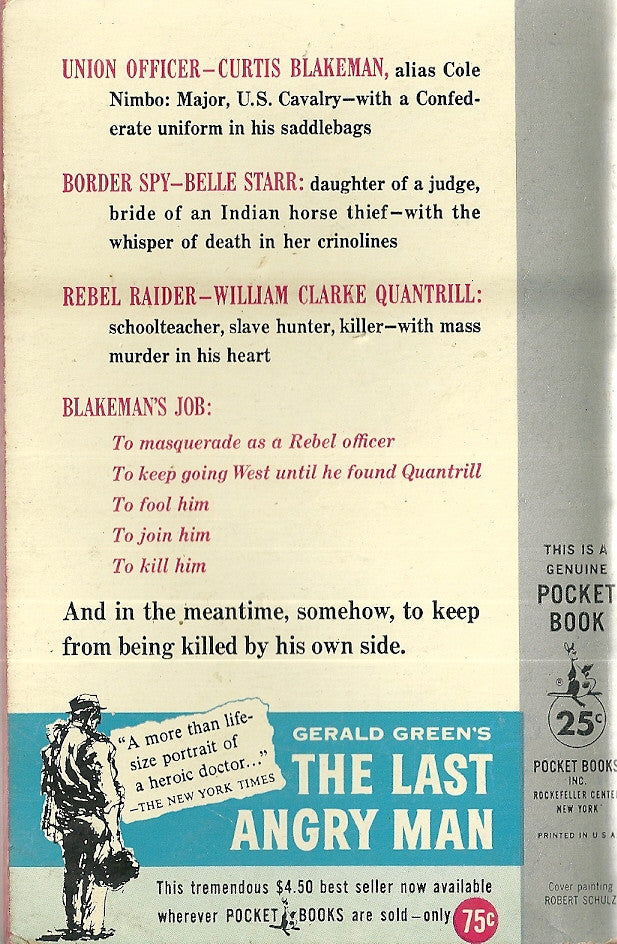 UNION OFFICER—CURTIS BLAKEMAN, alias Cole
Nimbo: Major, U.S. Cavalry—with a Confed-
erate uniform in his saddlebags
BORDER SPY—BELLE STARR: daughter of a judge,
bride of an Indian horse thief—with the
whisper of death in her crinolines
REBEL RAIDER—WILLIAM CLARKE QUANTRILL:
schoolteacher, slave hunter, killer—with mass
murder in his heart
BLAKEMAN'S JOB:
To masquerade as a Rebel officer
To keep going West until he found Quantrill
To fool him
To join him
To kill him
And in the meantime, somehow, to keep
from being killed by his own side.
"A more than life-
size portrait of
a heroic doctor..."
—THE NEW YORK TIMES
GERALD GREEN'S
THE LAST
ANGRY MAN
This tremendous $4.50 best seller now available
wherever POCKET BOOKS are sold—only 75c
THIS IS A
GENUINE
POCKET
BOOK
®
25c
POCKET BOOKS
INC.
ROCKEFELLER CENTE
NEW YORK
PRINTED IN U S A
Cover painting
ROBERT SCHULZ